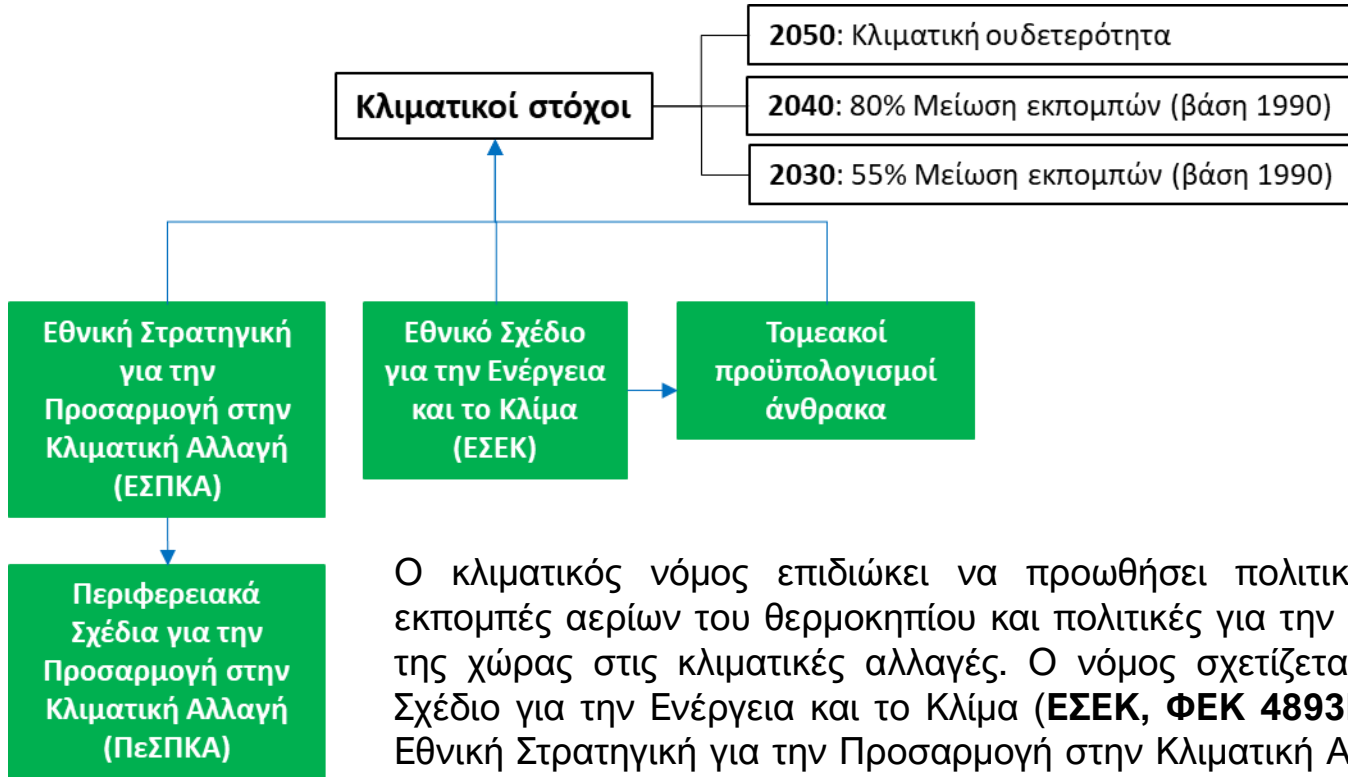 2050: Κλιματική ουδετερότητα
Κλιματικοί στόχοι
2040: 80% Μείωση εκπομπών (βάση 1990)
2030: 55% Μείωση εκπομπών (βάση 1990)
Εθνική Στρατηγική
για την
Προσαρμογή στην
Κλιματική Αλλαγή
(ΕΣΠΚΑ)
Εθνικό Σχέδιο
για την Ενέργεια
και το Κλίμα
(ΕΣΕΚ)
Τομεακοί
προϋπολογισμοί
άνθρακα
Περιφερειακά
Σχέδια για την
Προσαρμογή στην
Κλιματική Αλλαγή
(ΠεΣΠΚΑ)
Ο κλιματικός νόμος επιδιώκει να προωθήσει πολιτικ
εκπομπές αερίων του θερμοκηπίου και πολιτικές για την
της χώρας στις κλιματικές αλλαγές. Ο νόμος σχετίζετα
Σχέδιο για την Ενέργεια και το Κλίμα (ΕΣΕΚ, ΦΕΚ 4893
Εθνική Στρατηγική για την Προσαρμογή στην Κλιματική Α